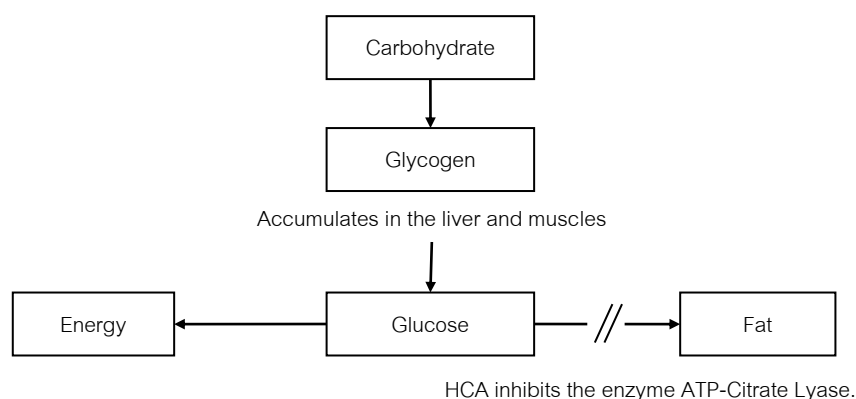 Carbohydrate
Glycogen
Accumulates in the liver and muscles
Energy
Glucose
Fat
HCA inhibits the enzyme ATP-Citrate Lyase.